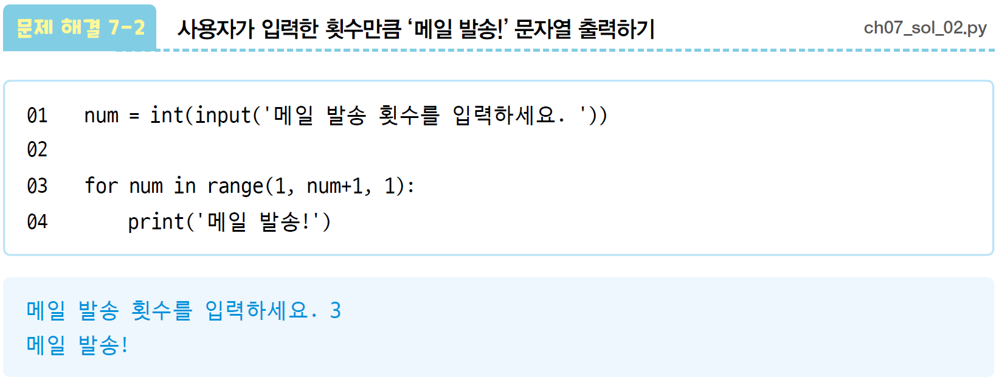 문제 해결 7-2 사용자가 입력한 횟수만큼 ‘메일 발송!’ 문자열 출력하기 ch07_sol_02.py
01 num = int(input('메일 발송 횟수를 입력하세요. '))
02
03 for num in range(1, num+1, 1):
04     print('메일 발송!')
메일 발송 횟수를 입력하세요. 3
메일 발송!